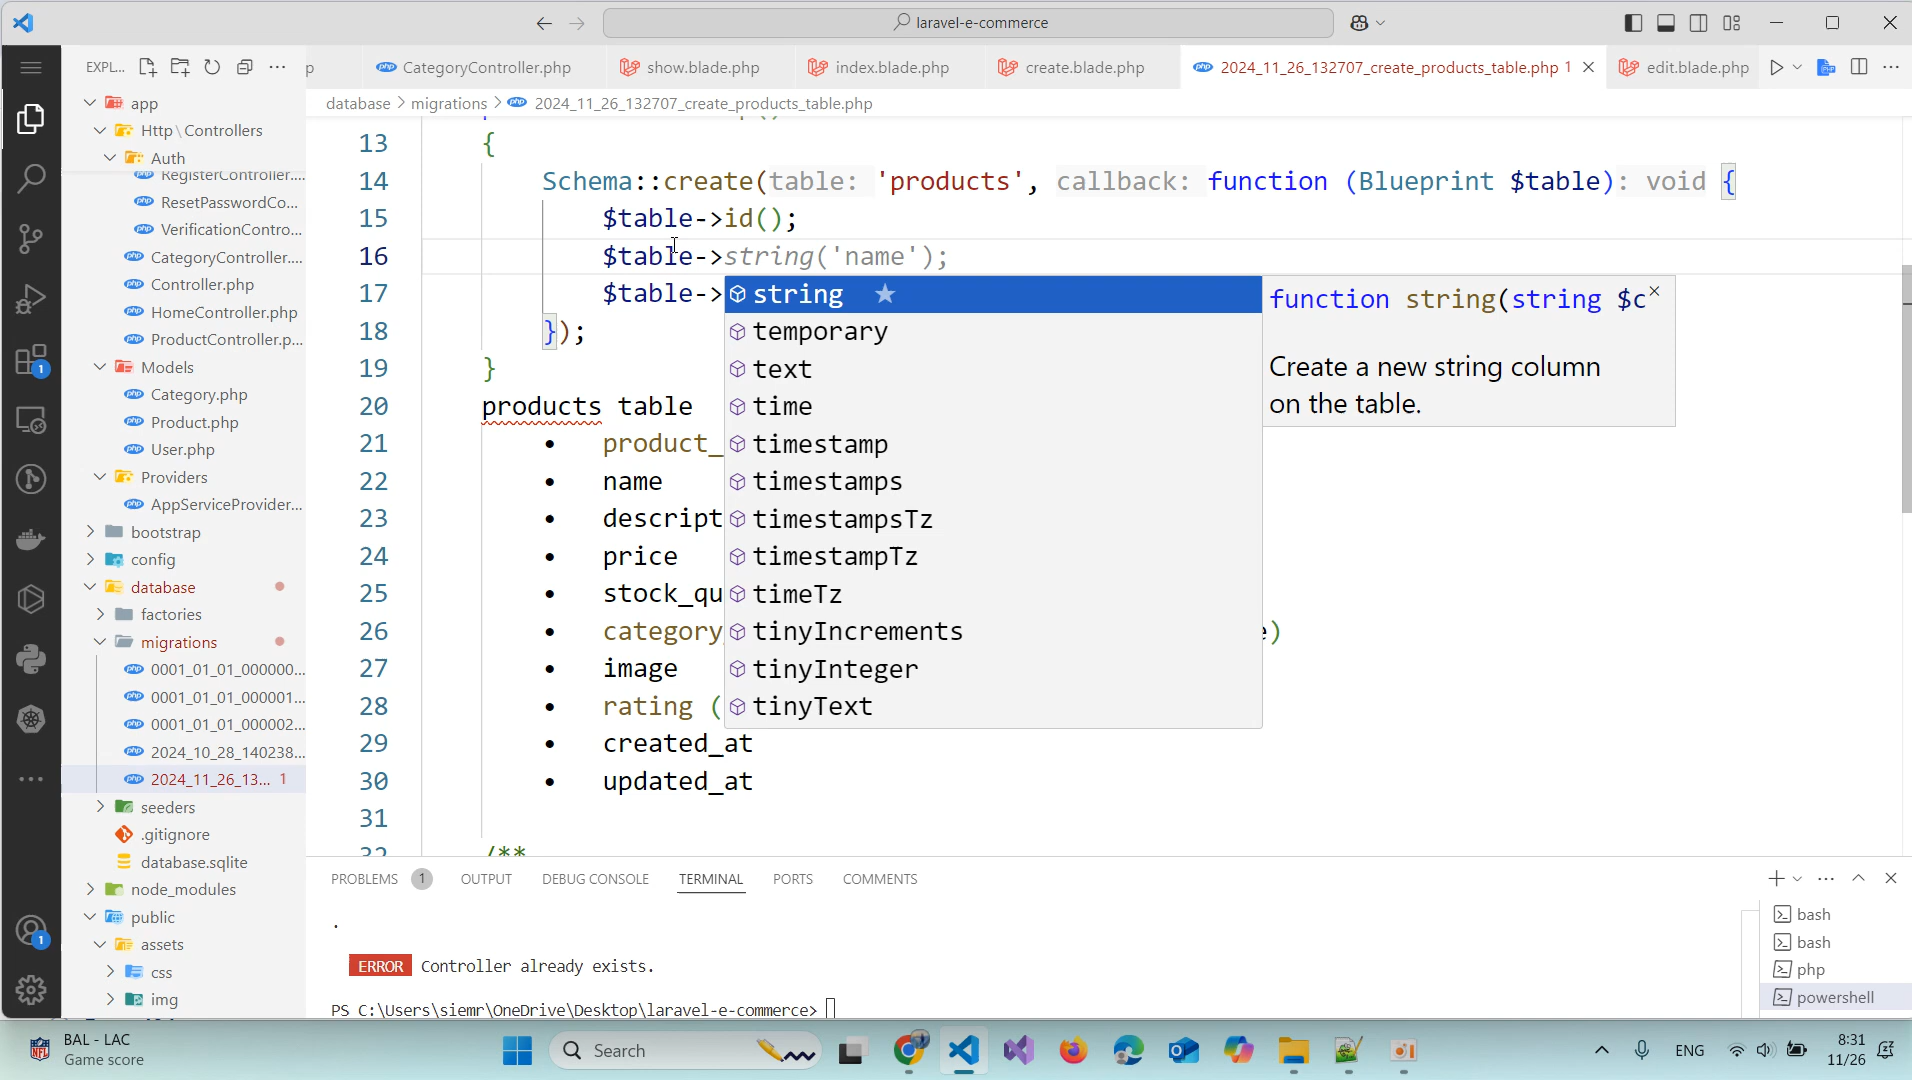 laravel-e-commerce
EXPL...
p
CategoryController.php
show.blade.php
index.blade.php
create.blade.php
2024_11_26_132707_create_products_table.php 1
edit.blade.php
database > migrations > 2024_11_26_132707_create_products_table.php
app
Http\Controllers
Auth
RegisterController....
ResetPasswordCo...
VerificationContro...
CategoryController....
Controller.php
HomeController.php
ProductController.p...
Models
Category.php
Product.php
User.php
Providers
AppServiceProvider...
bootstrap
config
database
factories
migrations
0001_01_01_000000...
0001_01_01_000001...
0001_01_01_000002...
2024_10_28_140238...
2024_11_26_13... 1
seeders
.gitignore
database.sqlite
node_modules
public
assets
css
img
13 {
14 Schema::create(table: 'products', callback: function (Blueprint $table): void {
15 $table->id();
16 $table->string('name');
17 $table->
18 });
19 }
20 products table
21 • product_
22 • name
23 • descript
24 • price
25 • stock_qu
26 • category e)
27 • image
28 • rating (
29 • created_at
30 • updated_at
31
32 /**
string
temporary
text
time
timestamp
timestamps
timestampsTz
timestampTz
timeTz
tinyIncrements
tinyInteger
tinyText
function string(string $c
Create a new string column
on the table.
PROBLEMS 1 OUTPUT DEBUG CONSOLE TERMINAL PORTS COMMENTS
.
ERROR Controller already exists.
PS C:\Users\siemr\OneDrive\Desktop\laravel-e-commerce>
bash
bash
php
powershell
1
1
BAL - LAC
Game score
Search
ENG
8:31
11/26